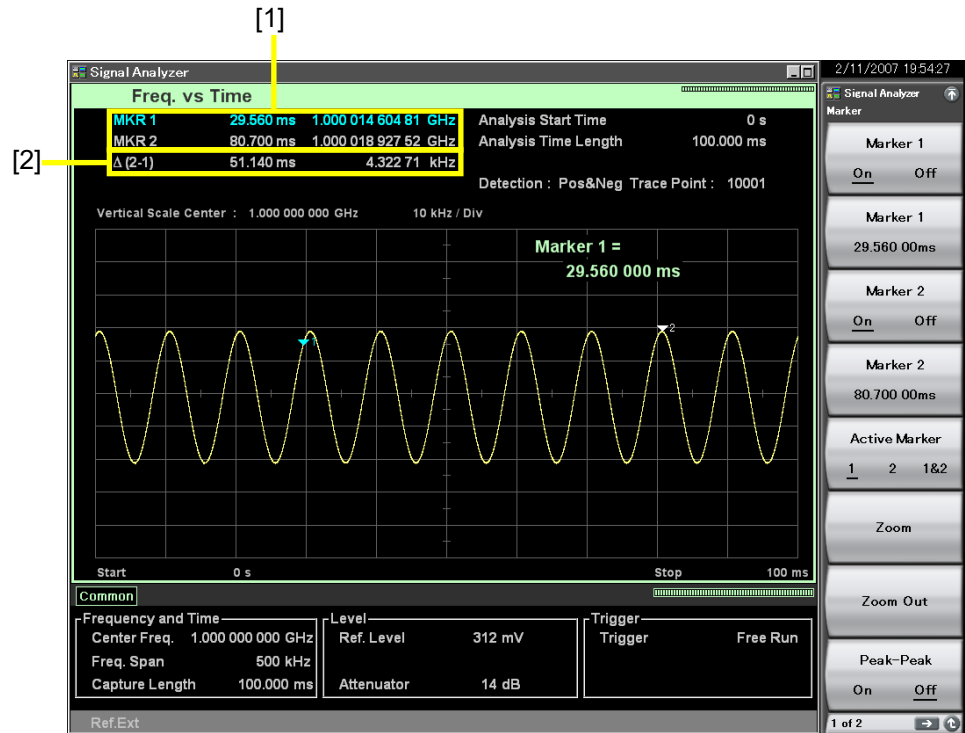 [1]
[2]
Signal Analyzer
Freq. vs Time
MKR 1 29.560 ms 1.000 014 604 81 GHz
MKR 2 80.700 ms 1.000 018 927 52 GHz
Δ (2-1) 51.140 ms 4.322 71 kHz
Analysis Start Time 0 s
Analysis Time Length 100.000 ms
Detection : Pos&Neg Trace Point : 10001
Vertical Scale Center : 1.000 000 000 GHz 10 kHz / Div
Marker 1 =
29.560 000 ms
1
2
Start 0 s Stop 100 ms
Common
Frequency and Time
Center Freq. 1.000 000 000 GHz
Freq. Span 500 kHz
Capture Length 100.000 ms
Level
Ref. Level 312 mV
Attenuator 14 dB
Trigger
Trigger Free Run
Ref.Ext
2/11/2007 19:54:27
Signal Analyzer
Marker
Marker 1
On Off
Marker 1
29.560 00ms
Marker 2
On Off
Marker 2
80.700 00ms
Active Marker
1 2 1&2
Zoom
Zoom Out
Peak-Peak
On Off
1 of 2